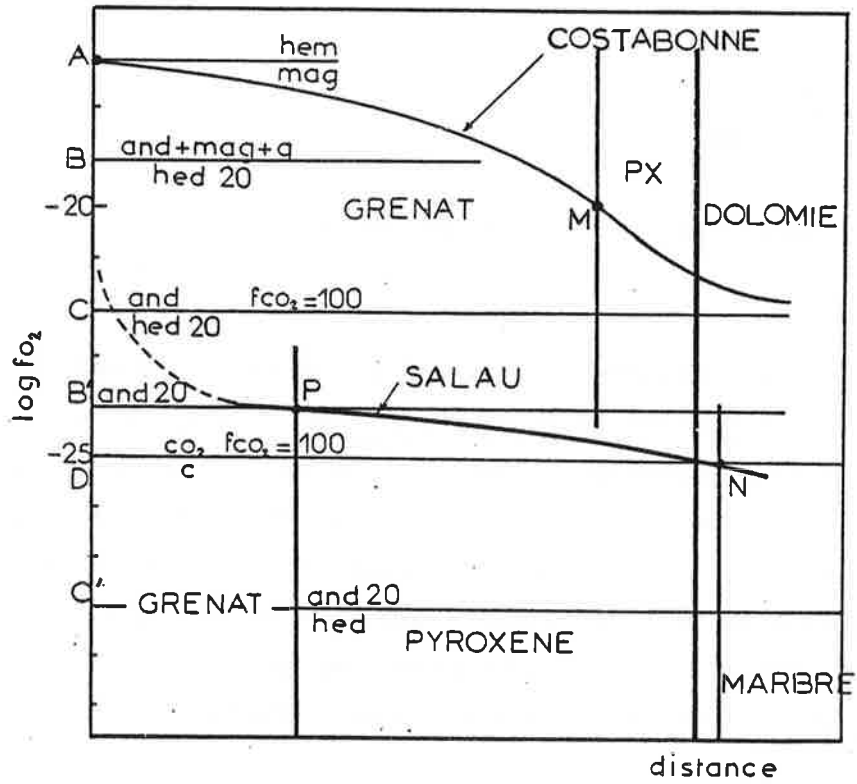 COSTABONNE
A
hem
mag
B
and+mag+q
hed 20
PX
-20
GRENAT
M
DOLOMIE
C
and fco₂=100
hed 20
log fo₂
SALAU
B' and 20
P
-25
co₂ fco₂=100
c
D
N
C'
GRENAT
and 20
hed
PYROXENE
MARBRE
distance